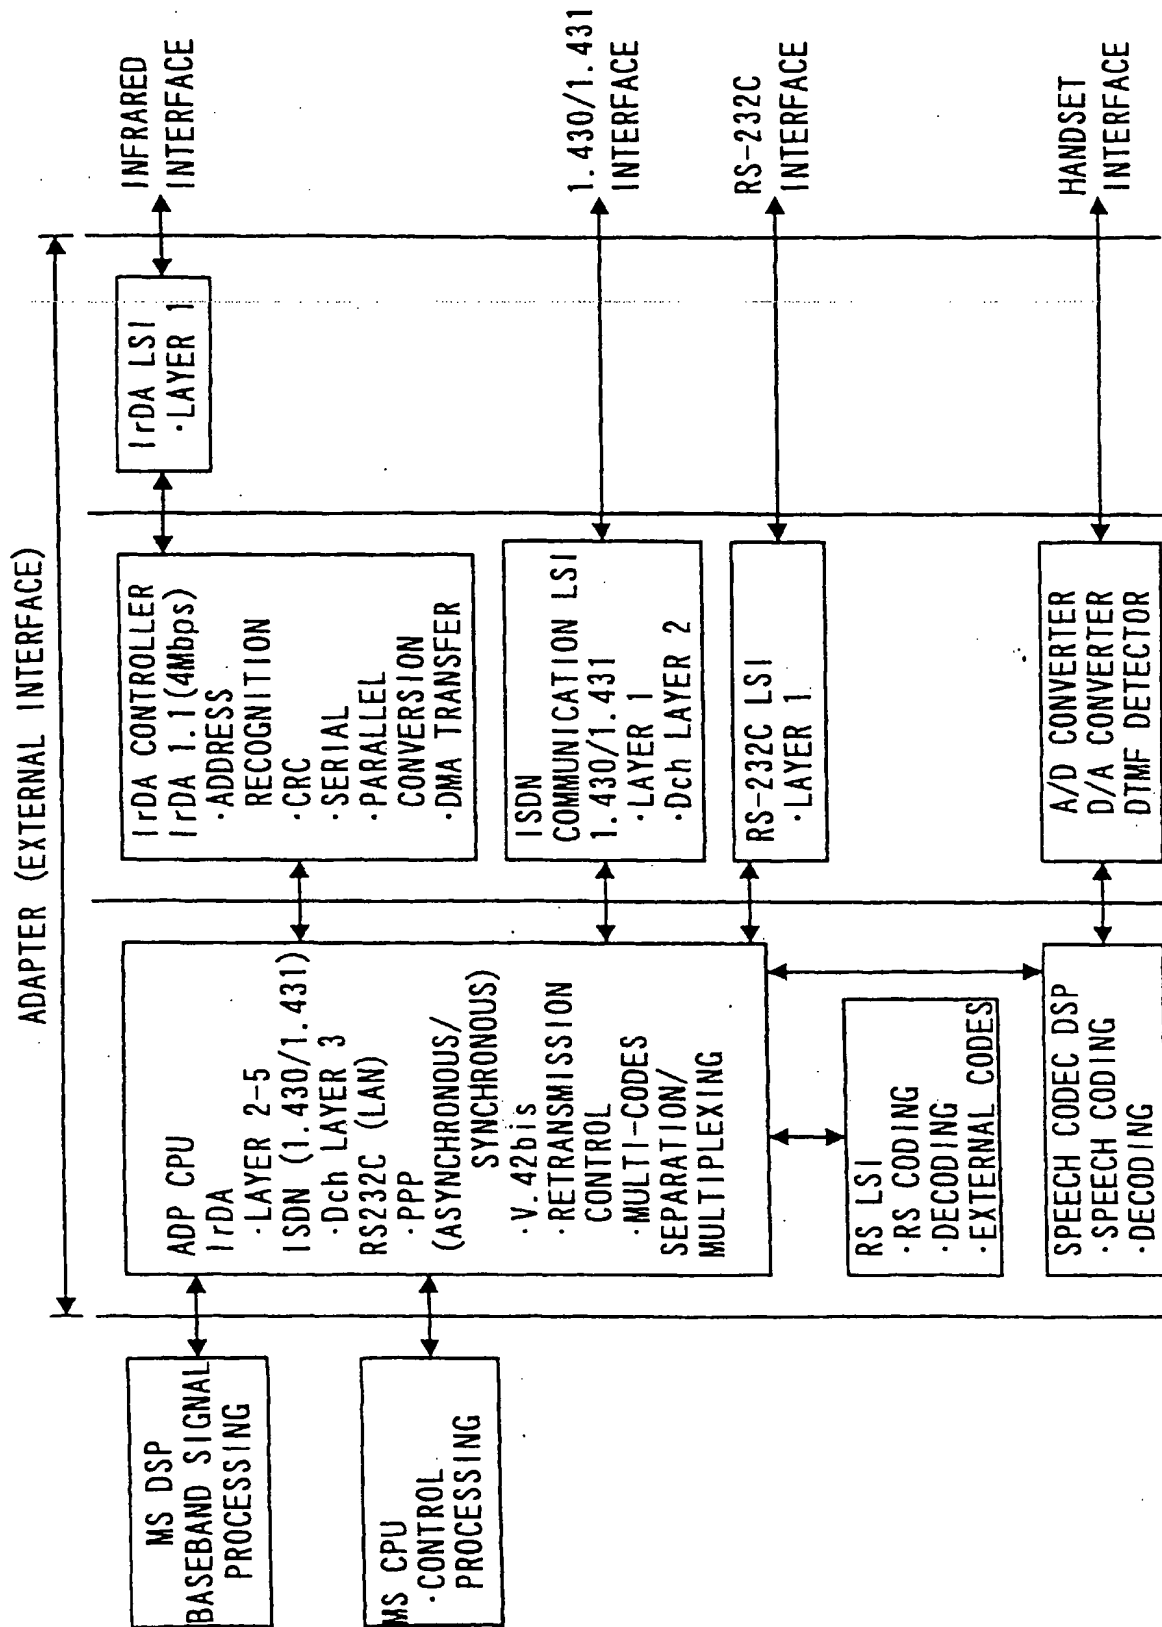 ADAPTER (EXTERNAL INTERFACE)
MS DSP
BASEBAND SIGNAL
PROCESSING
MS CPU
·CONTROL
PROCESSING
ADP CPU
IrDA
·LAYER 2-5
ISDN (1.430/1.431)
·Dch LAYER 3
RS232C (LAN)
·PPP
(ASYNCHRONOUS/
SYNCHRONOUS)
·V.42bis
·RETRANSMISSION
CONTROL
·MULTI-CODES
SEPARATION/
MULTIPLEXING
RS LSI
·RS CODING
·DECODING
·EXTERNAL CODES
SPEECH CODEC DSP
·SPEECH CODING
·DECODING
IrDA CONTROLLER
IrDA 1.1(4Mbps)
·ADDRESS
RECOGNITION
·CRC
·SERIAL
·PARALLEL
CONVERSION
·DMA TRANSFER
ISDN
COMMUNICATION LSI
1.430/1.431
·LAYER 1
·Dch LAYER 2
RS-232C LSI
·LAYER 1
A/D CONVERTER
D/A CONVERTER
DTMF DETECTOR
IrDA LSI
·LAYER 1
INFRARED
INTERFACE
1.430/1.431
INTERFACE
RS-232C
INTERFACE
HANDSET
INTERFACE